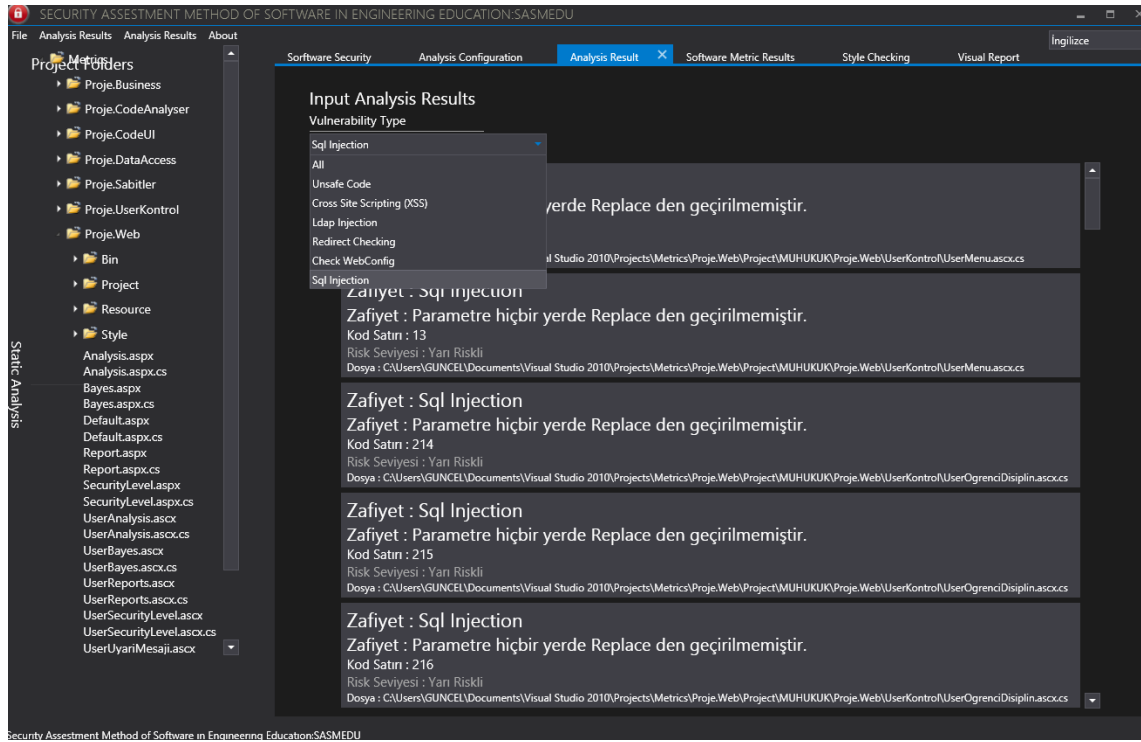 SECURITY ASSESTMENT METHOD OF SOFTWARE IN ENGINEERING EDUCATION:SASMEDU
File Analysis Results Analysis Results About
İngilizce
Project Folders
Metrics
Proje.Business
Proje.CodeAnalyser
Proje.CodeUI
Proje.DataAccess
Proje.Sabitler
Proje.UserKontrol
Proje.Web
Bin
Project
Resource
Style
Analysis.aspx
Analysis.aspx.cs
Bayes.aspx
Bayes.aspx.cs
Default.aspx
Default.aspx.cs
Report.aspx
Report.aspx.cs
SecurityLevel.aspx
SecurityLevel.aspx.cs
UserAnalysis.ascx
UserAnalysis.ascx.cs
UserBayes.ascx
UserBayes.ascx.cs
UserReports.ascx
UserReports.ascx.cs
UserSecurityLevel.ascx
UserSecurityLevel.ascx.cs
UserUyariMesaji.ascx
Static Analysis
Sorftware Security Analysis Configuration Analysis Result Software Metric Results Style Checking Visual Report
Input Analysis Results
Vulnerability Type
Sql Injection
All
Unsafe Code
Cross Site Scripting (XSS)
Ldap Injection
Redirect Checking
Check WebConfig
Sql Injection
yerde Replace den geçirilmemiştir.
Studio 2010\Projects\Metrics\Proje.Web\Project\MUHUKUK\Proje.Web\UserKontrol\UserMenu.ascx.cs
Zafiyet : Sql Injection
Zafiyet : Parametre hiçbir yerde Replace den geçirilmemiştir.
Kod Satırı : 13
Risk Seviyesi : Yarı Riskli
Dosya : C:\Users\GUNCEL\Documents\Visual Studio 2010\Projects\Metrics\Proje.Web\Project\MUHUKUK\Proje.Web\UserKontrol\UserMenu.ascx.cs
Zafiyet : Sql Injection
Zafiyet : Parametre hiçbir yerde Replace den geçirilmemiştir.
Kod Satırı : 214
Risk Seviyesi : Yarı Riskli
Dosya : C:\Users\GUNCEL\Documents\Visual Studio 2010\Projects\Metrics\Proje.Web\Project\MUHUKUK\Proje.Web\UserKontrol\UserOgrenciDisiplin.ascx.cs
Zafiyet : Sql Injection
Zafiyet : Parametre hiçbir yerde Replace den geçirilmemiştir.
Kod Satırı : 215
Risk Seviyesi : Yarı Riskli
Dosya : C:\Users\GUNCEL\Documents\Visual Studio 2010\Projects\Metrics\Proje.Web\Project\MUHUKUK\Proje.Web\UserKontrol\UserOgrenciDisiplin.ascx.cs
Zafiyet : Sql Injection
Zafiyet : Parametre hiçbir yerde Replace den geçirilmemiştir.
Kod Satırı : 216
Risk Seviyesi : Yarı Riskli
Dosya : C:\Users\GUNCEL\Documents\Visual Studio 2010\Projects\Metrics\Proje.Web\Project\MUHUKUK\Proje.Web\UserKontrol\UserOgrenciDisiplin.ascx.cs
Security Assestment Method of Software in Engineering Education:SASMEDU